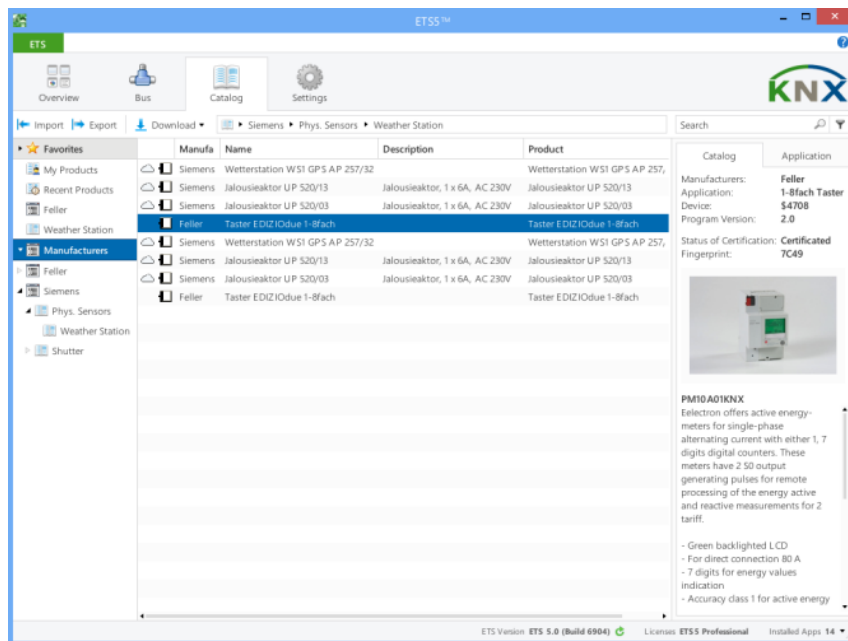 ETS5™
ETS
Overview
Bus
Catalog
Settings
KNX
Import Export Download Siemens Phys. Sensors Weather Station
Search
Favorites
My Products
Recent Products
Feller
Weather Station
Manufacturers
Feller
Siemens
Phys. Sensors
Weather Station
Shutter
Manufa Name Description Product
Siemens Wetterstation WS1 GPS AP 257/32 Wetterstation WS1 GPS AP 257,
Siemens Jalousieaktor UP 520/13 Jalousieaktor, 1 x 6A, AC 230V Jalousieaktor UP 520/13
Siemens Jalousieaktor UP 520/03 Jalousieaktor, 1 x 6A, AC 230V Jalousieaktor UP 520/03
Feller Taster EDIZIOdue 1-8fach Taster EDIZIOdue 1-8fach
Siemens Wetterstation WS1 GPS AP 257/32 Wetterstation WS1 GPS AP 257,
Siemens Jalousieaktor UP 520/13 Jalousieaktor, 1 x 6A, AC 230V Jalousieaktor UP 520/13
Siemens Jalousieaktor UP 520/03 Jalousieaktor, 1 x 6A, AC 230V Jalousieaktor UP 520/03
Feller Taster EDIZIOdue 1-8fach Taster EDIZIOdue 1-8fach
Catalog Application
Manufacturers: Feller
Application: 1-8fach Taster
Device: $4708
Program Version: 2.0
Status of Certification: Certificated
Fingerprint: 7C49
PM10A01KNX
Eelectron offers active energy-
meters for single-phase
alternating current with either 1, 7
digits digital counters. These
meters have 2 S0 output
generating pulses for remote
processing of the energy active
and reactive measurements for 2
tariff.
- Green backlighted LCD
- For direct connection 80 A
- 7 digits for energy values
indication
- Accuracy class 1 for active energy
ETS Version ETS 5.0 (Build 6904) Licenses ETS5 Professional Installed Apps 14